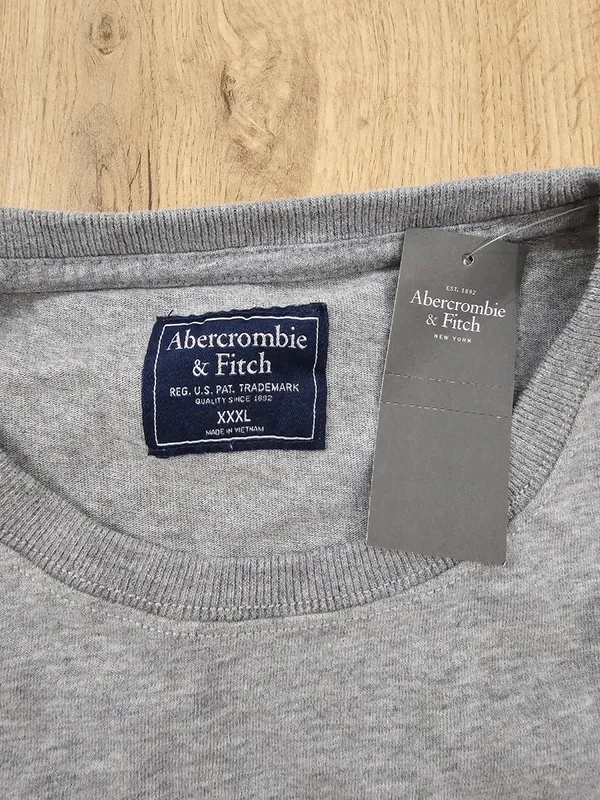 Abercrombie
& Fitch
REG. U.S. PAT. TRADEMARK
QUALITY SINCE 1892
XXXL
MADE IN VIETNAM
EST. 1892
Abercrombie
& Fitch
NEW YORK